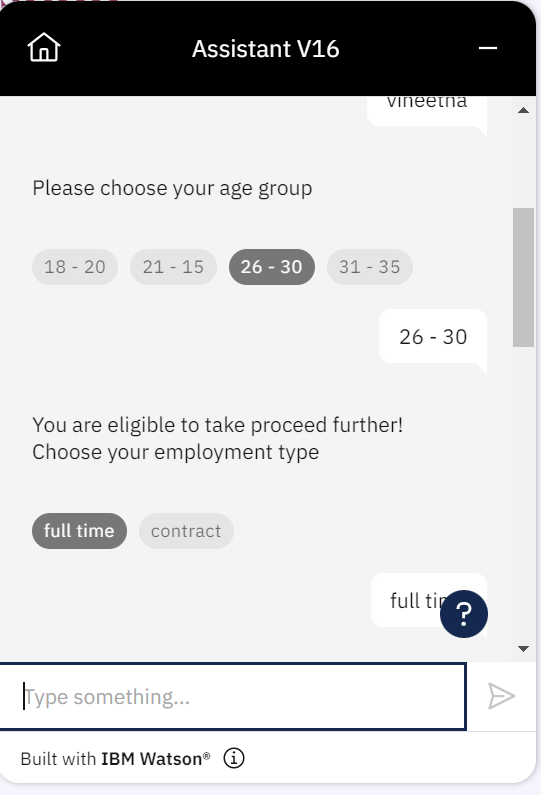 Assistant V16
vineetha
Please choose your age group
18 - 20 21 - 15 26 - 30 31 - 35
26 - 30
You are eligible to take proceed further!
Choose your employment type
full time contract
full tir
?
Type something...
Built with IBM Watson®